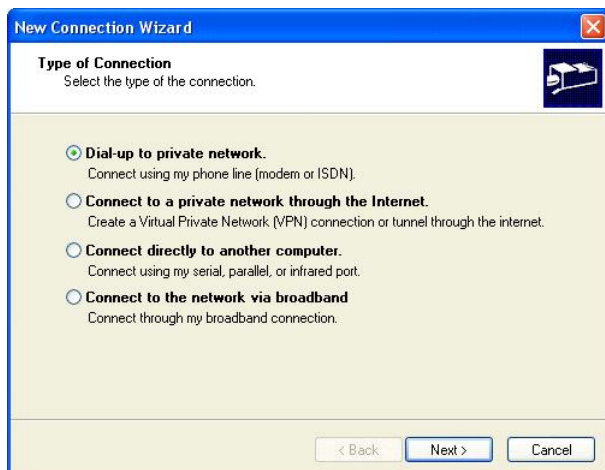 New Connection Wizard
Type of Connection
Select the type of the connection.
Dial-up to private network.
Connect using my phone line (modem or ISDN).
Connect to a private network through the Internet.
Create a Virtual Private Network (VPN) connection or tunnel through the internet.
Connect directly to another computer.
Connect using my serial, parallel, or infrared port.
Connect to the network via broadband
Connect through my broadband connection.
< Back Next > Cancel